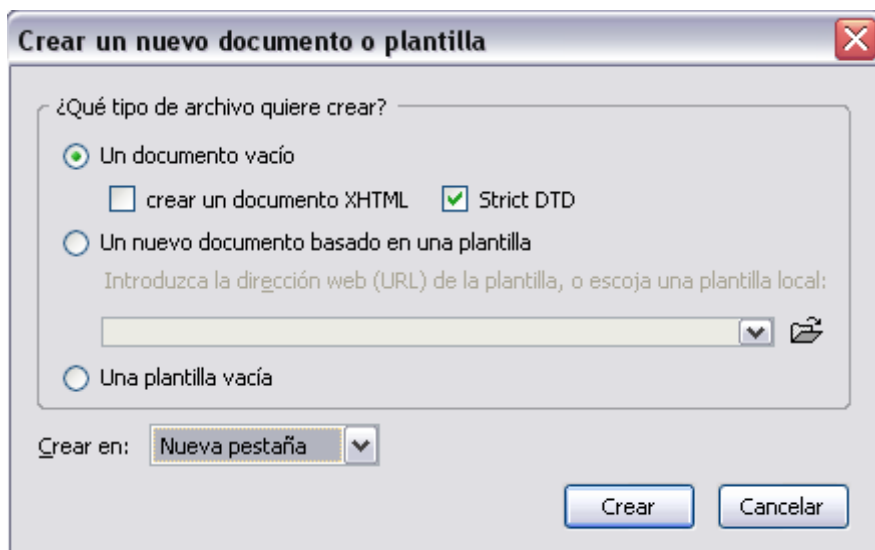 Crear un nuevo documento o plantilla
¿Qué tipo de archivo quiere crear?
Un documento vacío
crear un documento XHTML Strict DTD
Un nuevo documento basado en una plantilla
Introduzca la dirección web (URL) de la plantilla, o escoja una plantilla local:
Una plantilla vacía
Crear en: Nueva pestaña
Crear Cancelar